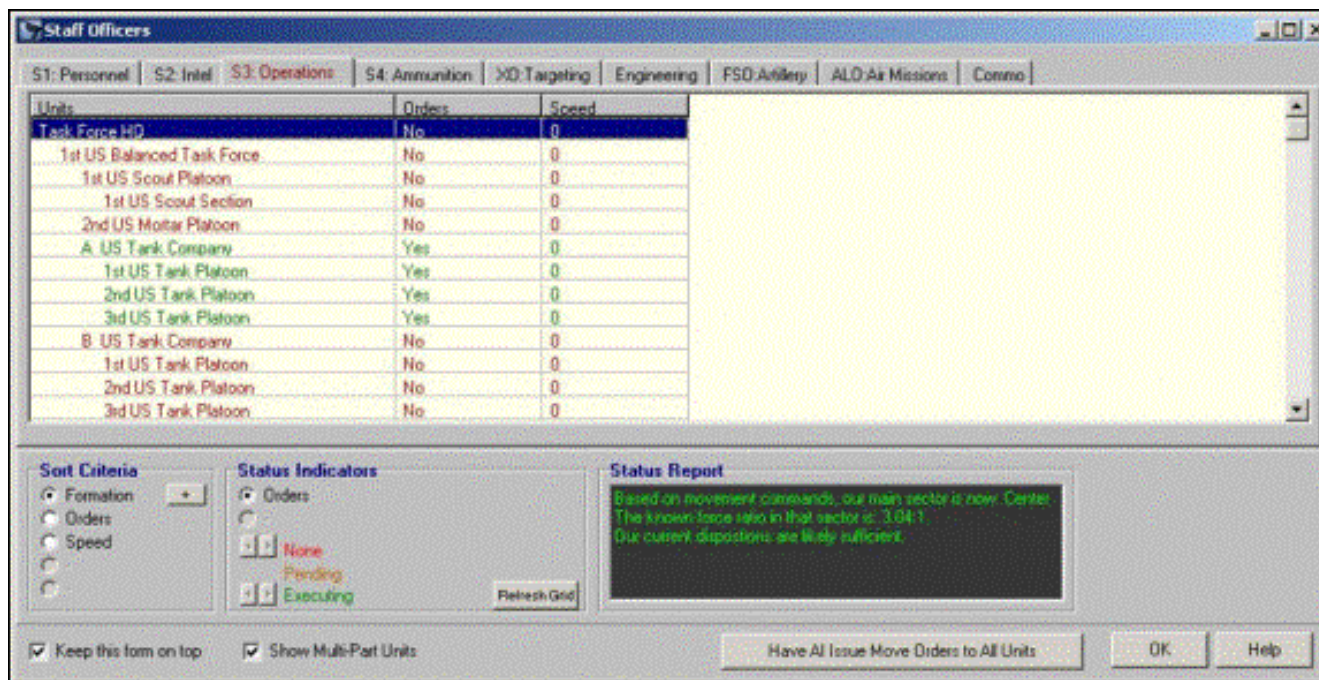 Staff Officers
S1: Personnel S2: Intel S3: Operations S4: Ammunition XO:Targeting Engineering FSO:Artillery ALO:Air Missions Commo
Units Orders Speed
Task Force HQ No 0
1st US Balanced Task Force No 0
1st US Scout Platoon No 0
1st US Scout Section No 0
2nd US Mortar Platoon No 0
A US Tank Company Yes 0
1st US Tank Platoon Yes 0
2nd US Tank Platoon Yes 0
3rd US Tank Platoon Yes 0
B US Tank Company No 0
1st US Tank Platoon No 0
2nd US Tank Platoon No 0
3rd US Tank Platoon No 0
Sort Criteria Status Indicators Status Report
Formation + Orders Based on movement commands, our main sector is now: Center.
Orders The known force ratio in that sector is: 3.04:1.
Speed None Our current dispostions are likely sufficient.
Pending
Executing Refresh Grid
Keep this form on top Show Multi-Part Units Have AI Issue Move Orders to All Units OK Help